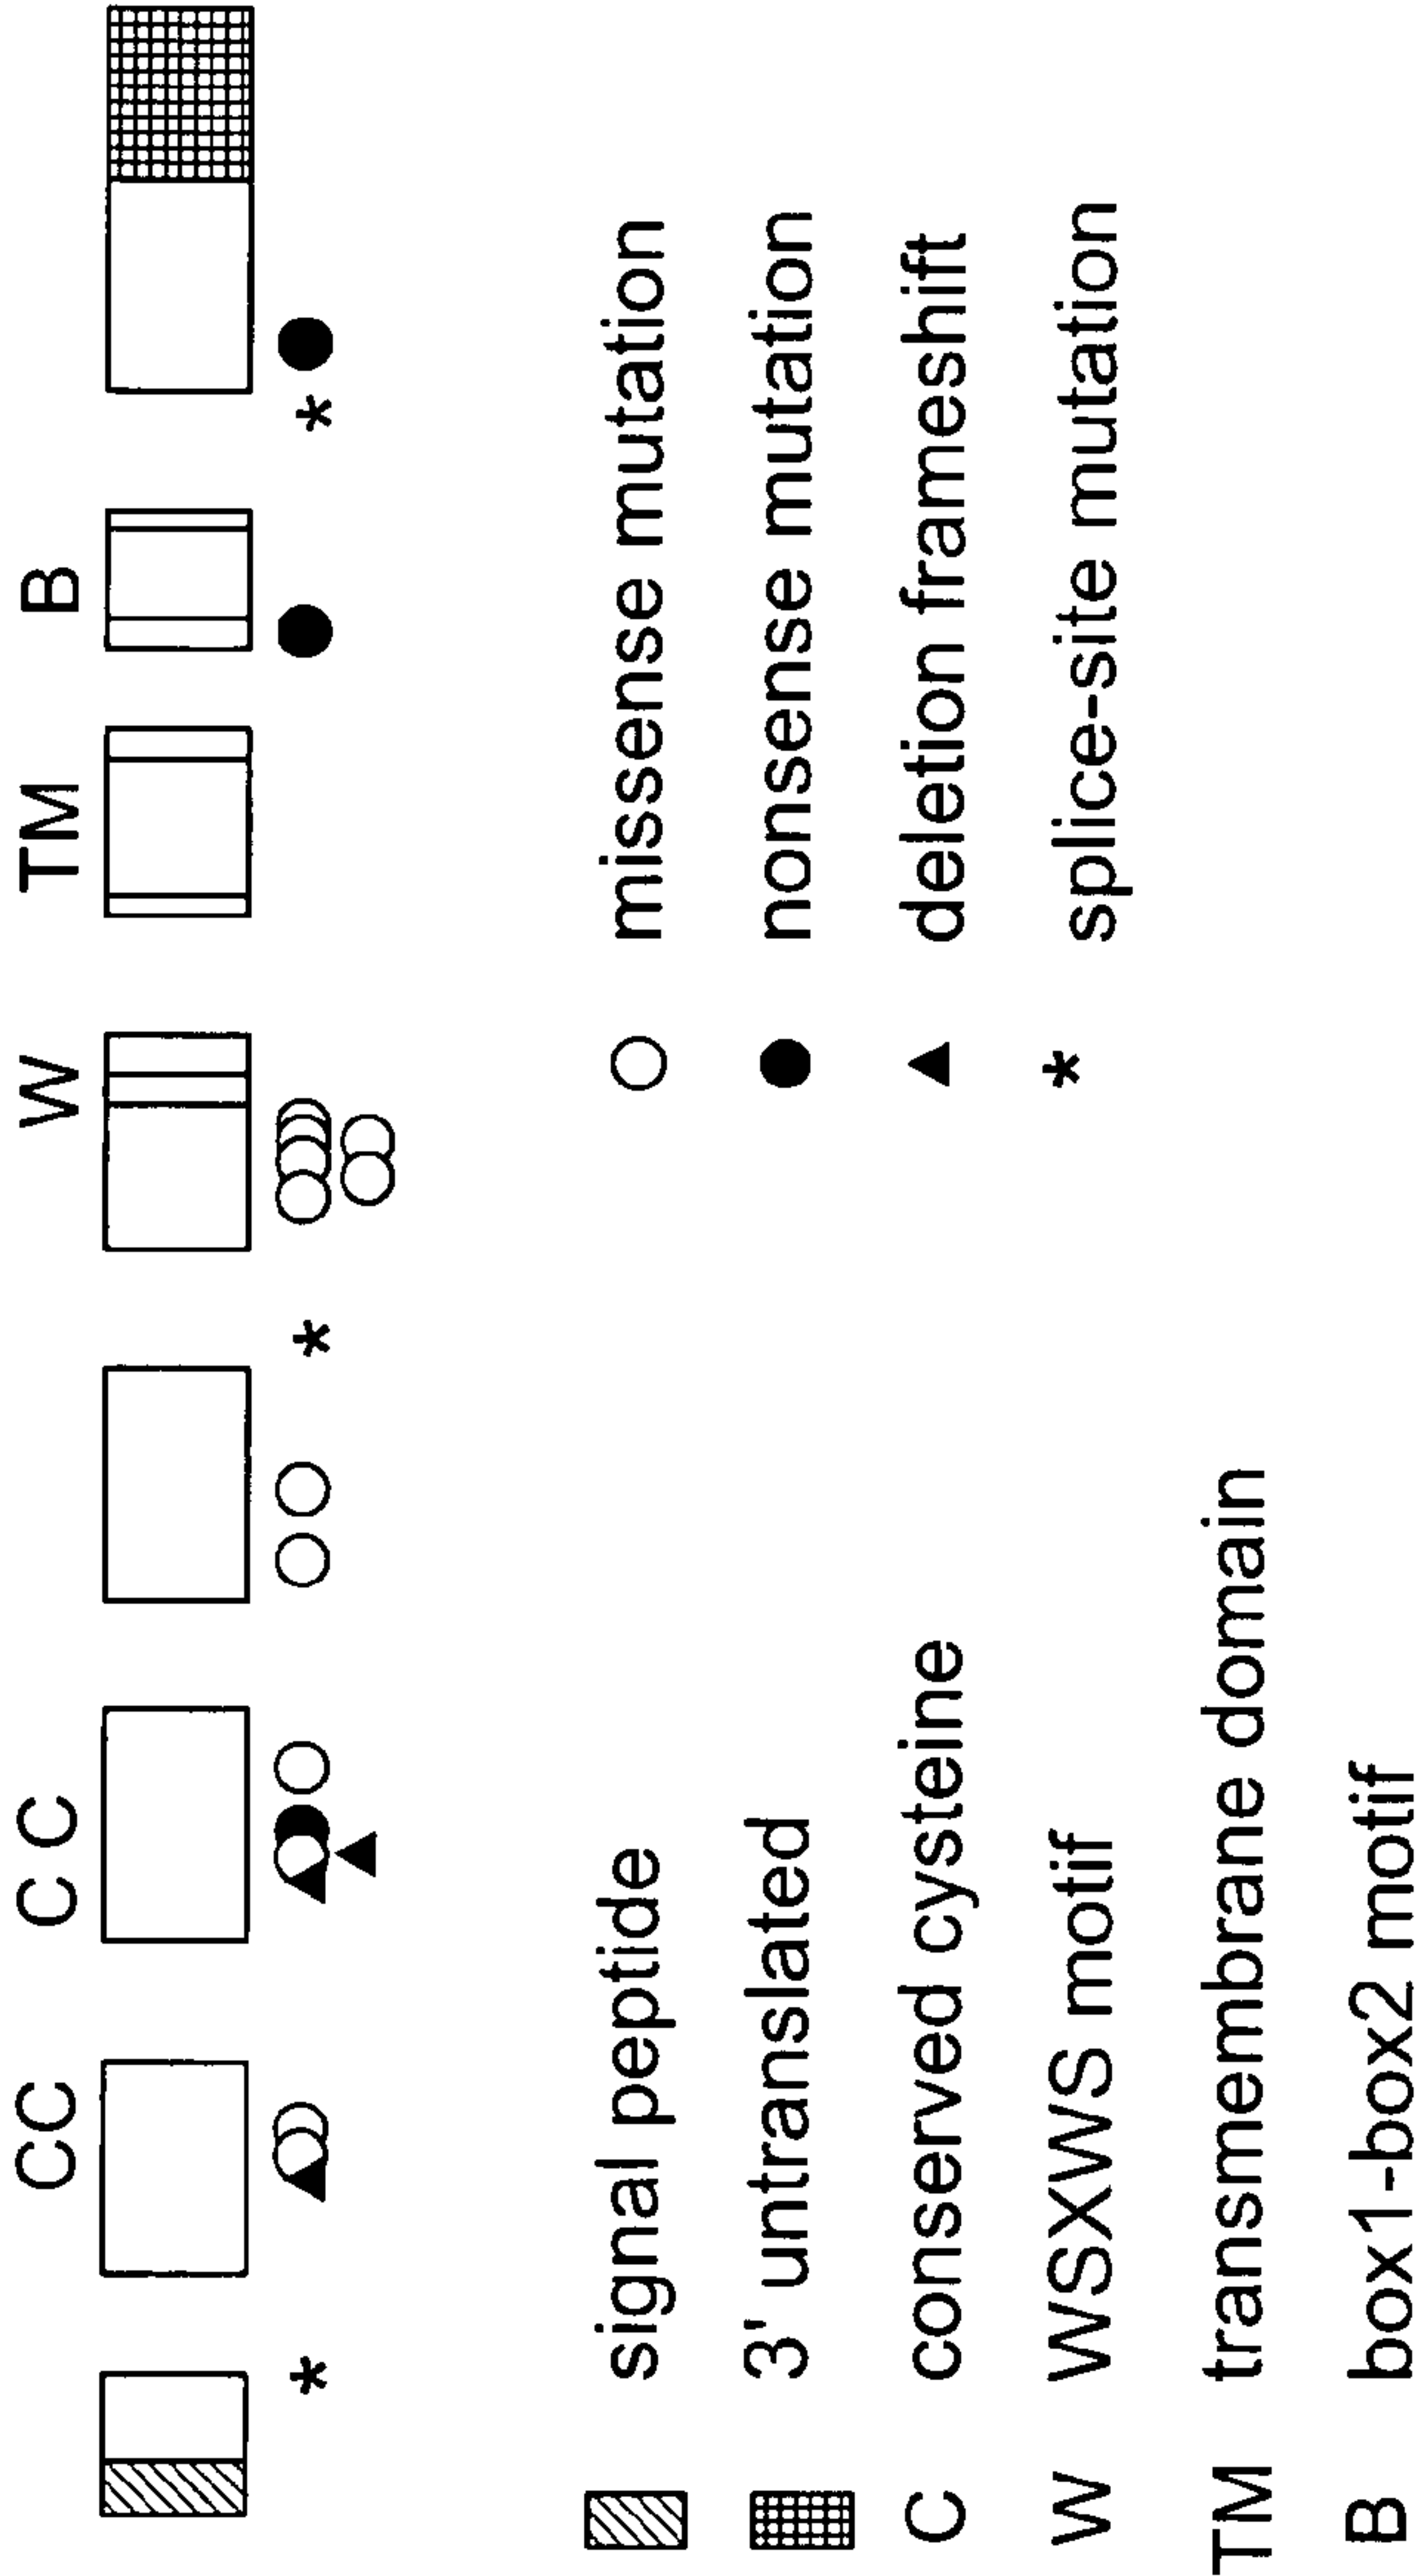 CC C C W TM B
* * *
signal peptide
3' untranslated
C conserved cysteine
W WSXWS motif
TM transmembrane domain
B box1-box2 motif
missense mutation
nonsense mutation
deletion frameshift
* splice-site mutation